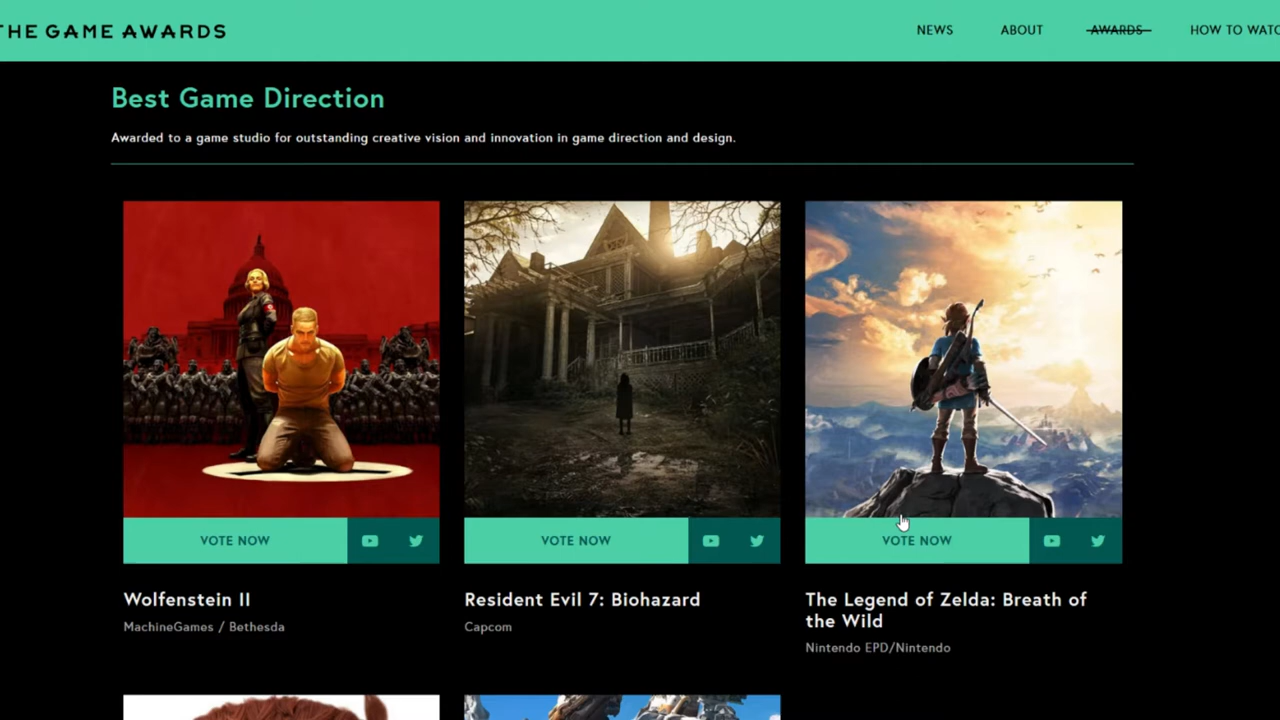 THE GAME AWARDS
NEWS ABOUT AWARDS HOW TO WATC
Best Game Direction
Awarded to a game studio for outstanding creative vision and innovation in game direction and design.
VOTE NOW VOTE NOW VOTE NOW
Wolfenstein II
MachineGames / Bethesda
Resident Evil 7: Biohazard
Capcom
The Legend of Zelda: Breath of
the Wild
Nintendo EPD/Nintendo